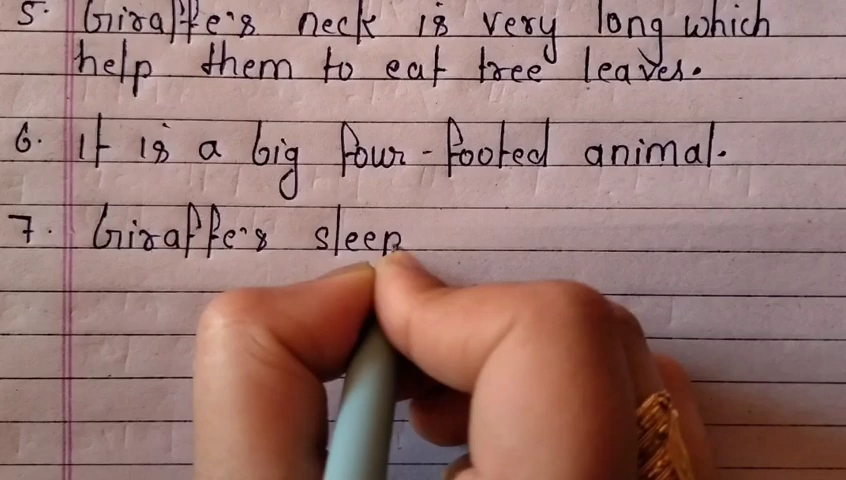 5. Giraffe's neck is very long which
help them to eat tree leaves.
6. It is a big four-footed animal.
7. Giraffe's sleep